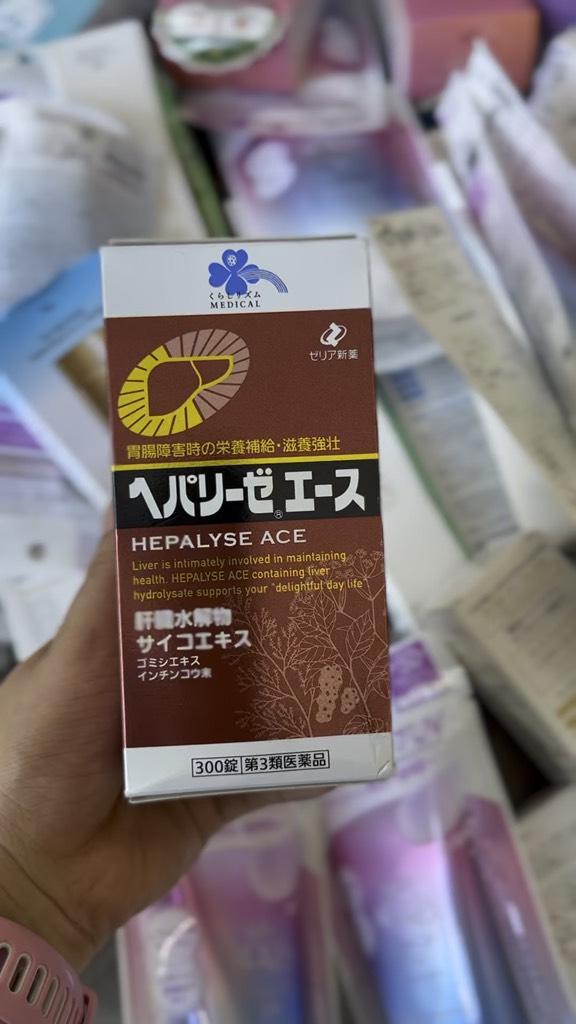 くらしリズム
MEDICAL
ゼリア新薬
胃腸障害時の栄養補給・滋養強壮
ヘパリーゼ®エース
HEPALYSE ACE
Liver is intimately involved in maintaining
health. HEPALYSE ACE containing liver
hydrolysate supports your "delightful day life
肝臓水解物
サイコエキス
ゴミシエキス
インチンコウ末
300錠 第3類医薬品